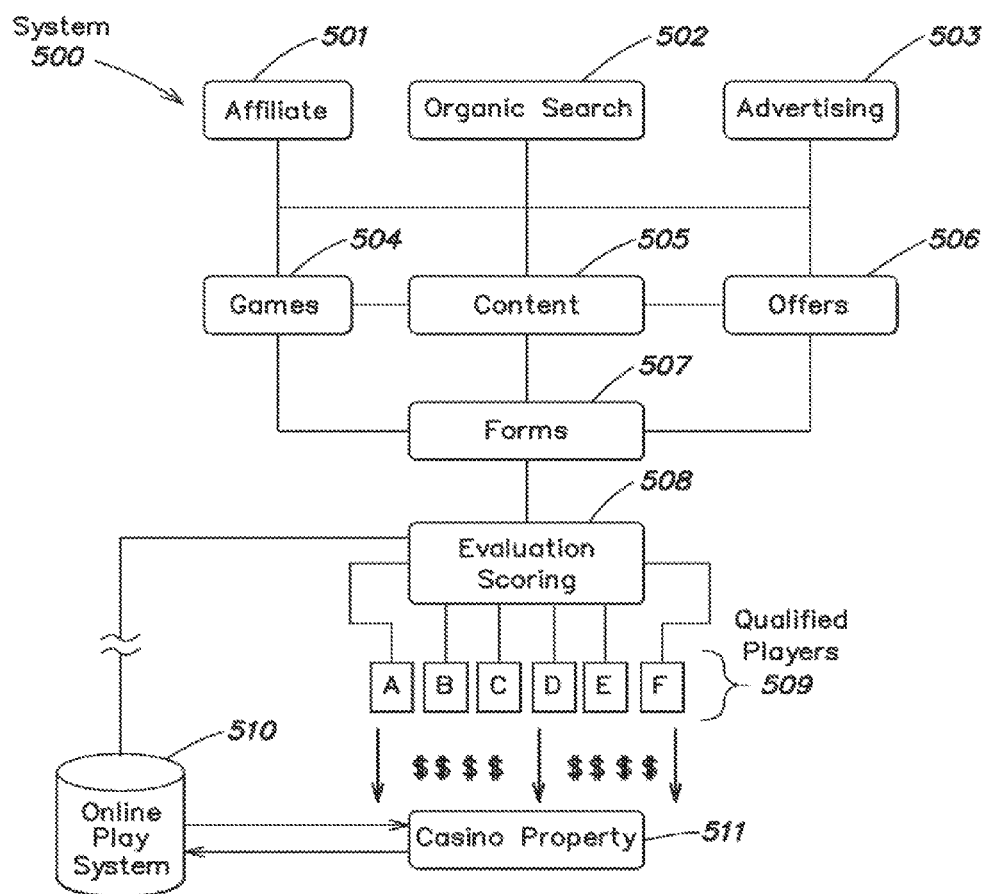 System
500
501
502
503
Affiliate
Organic Search
Advertising
504
505
506
Games
Content
Offers
507
Forms
508
Evaluation
Scoring
Qualified
Players
509
A B C D E F
510
$$$$ $$$$
Online
Play
System
Casino Property
511